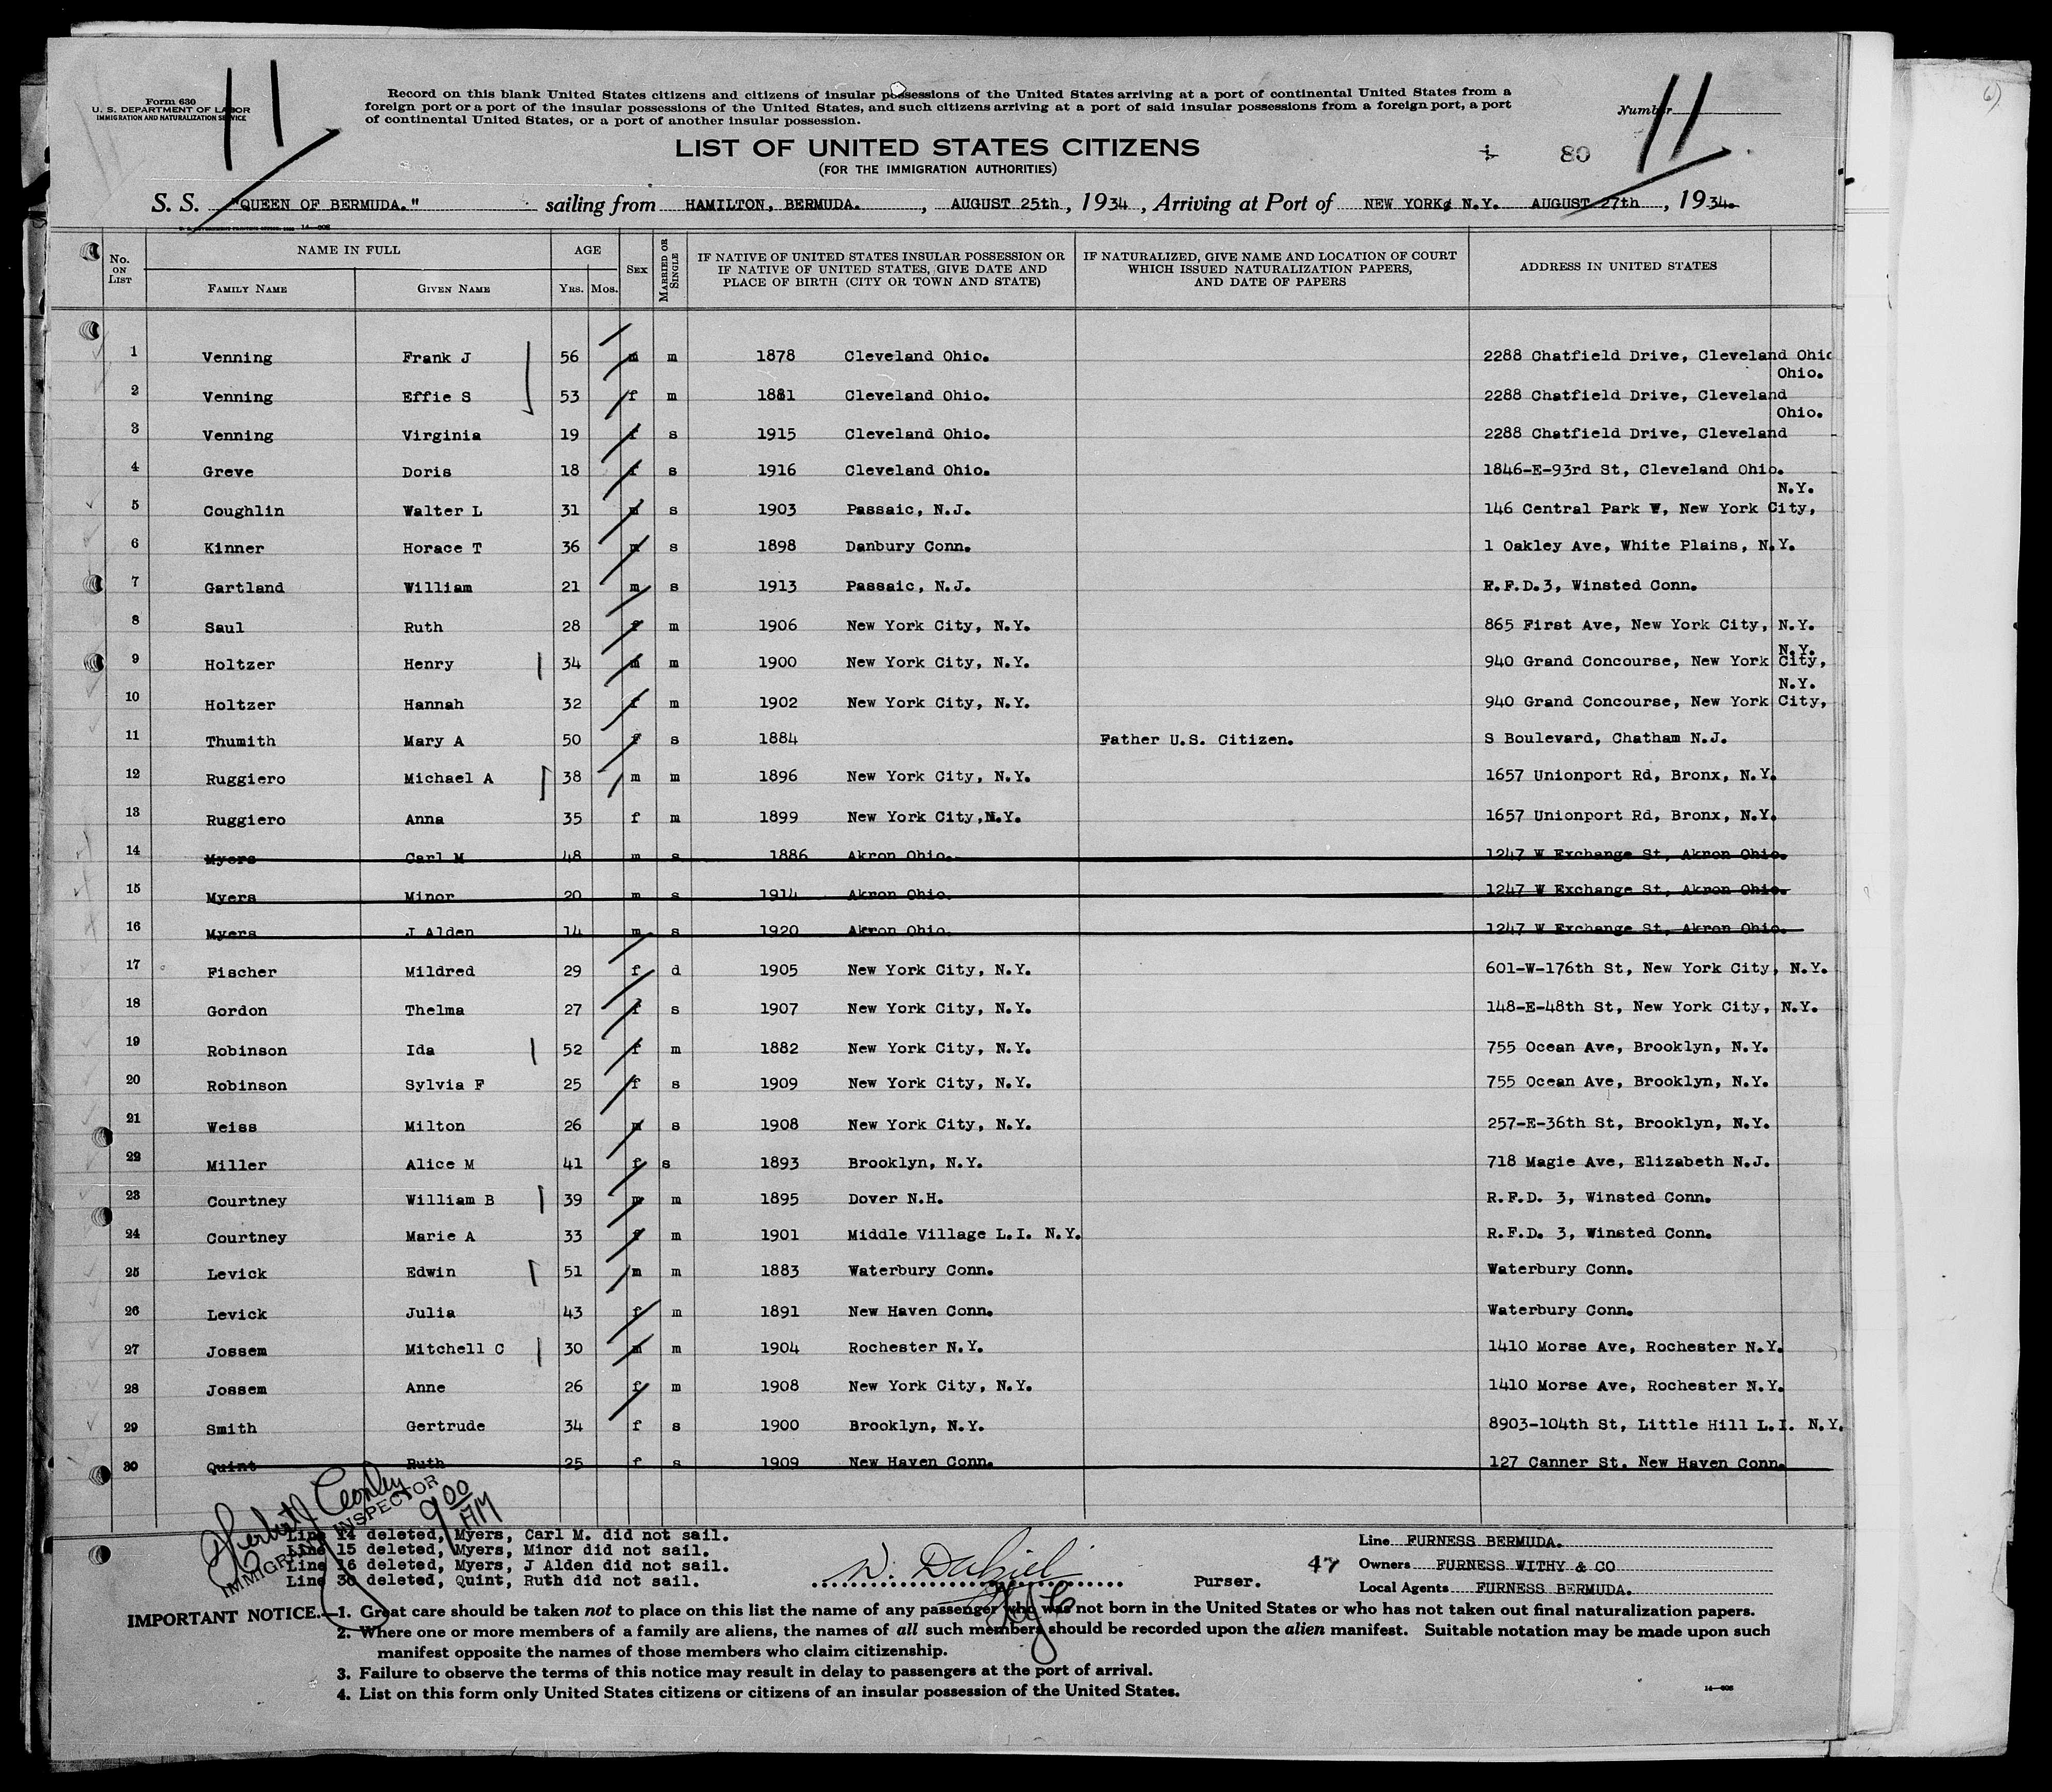 Form 630
U. S. DEPARTMENT OF LABOR
IMMIGRATION AND NATURALIZATION SERVICE
11
Record on this blank United States citizens and citizens of insular possessions of the United States arriving at a port of continental United States from a
foreign port or a port of the insular possessions of the United States, and such citizens arriving at a port of said insular possessions from a foreign port, a port
of continental United States, or a port of another insular possession.
Number 11
LIST OF UNITED STATES CITIZENS
(FOR THE IMMIGRATION AUTHORITIES)
80
S. S. "QUEEN OF BERMUDA." sailing from HAMILTON, BERMUDA. , AUGUST 25th , 1934 , Arriving at Port of NEW YORK, N.Y. AUGUST 27th , 1934.
No. ON LIST NAME IN FULL AGE SEX MARRIED OR SINGLE IF NATIVE OF UNITED STATES INSULAR POSSESSION OR IF NATIVE OF UNITED STATES, GIVE DATE AND PLACE OF BIRTH (CITY OR TOWN AND STATE) IF NATURALIZED, GIVE NAME AND LOCATION OF COURT WHICH ISSUED NATURALIZATION PAPERS, AND DATE OF PAPERS ADDRESS IN UNITED STATES
FAMILY NAME GIVEN NAME YRS. MOS.
1 Venning Frank J 56 m m 1878 Cleveland Ohio. 2288 Chatfield Drive, Cleveland Ohio
Ohio.
2 Venning Effie S 53 f m 1881 Cleveland Ohio. 2288 Chatfield Drive, Cleveland
Ohio.
3 Venning Virginia 19 f s 1915 Cleveland Ohio. 2288 Chatfield Drive, Cleveland
4 Greve Doris 18 f s 1916 Cleveland Ohio. 1846-E-93rd St, Cleveland Ohio.
N.Y.
5 Coughlin Walter L 31 m s 1903 Passaic, N.J. 146 Central Park W, New York City,
6 Kinner Horace T 36 m s 1898 Danbury Conn. 1 Oakley Ave, White Plains, N.Y.
7 Gartland William 21 m s 1913 Passaic, N.J. R.F.D.3, Winsted Conn.
8 Saul Ruth 28 f m 1906 New York City, N.Y. 865 First Ave, New York City, N.Y.
N.Y.
9 Holtzer Henry 34 m m 1900 New York City, N.Y. 940 Grand Concourse, New York City,
N.Y.
10 Holtzer Hannah 32 f m 1902 New York City, N.Y. 940 Grand Concourse, New York City,
11 Thumith Mary A 50 f s 1884 Father U.S. Citizen. S Boulevard, Chatham N.J.
12 Ruggiero Michael A 38 m m 1896 New York City, N.Y. 1657 Unionport Rd, Bronx, N.Y.
13 Ruggiero Anna 35 f m 1899 New York City,N.Y. 1657 Unionport Rd, Bronx, N.Y.
14 Myers Carl M 48 m s 1886 Akron Ohio. 1247 W Exchange St, Akron Ohio.
15 Myers Minor 20 m s 1914 Akron Ohio. 1247 W Exchange St, Akron Ohio.
16 Myers J Alden 14 m s 1920 Akron Ohio. 1247 W Exchange St, Akron Ohio.
17 Fischer Mildred 29 f d 1905 New York City, N.Y. 601-W-176th St, New York City, N.Y.
18 Gordon Thelma 27 f s 1907 New York City, N.Y. 148-E-48th St, New York City, N.Y.
19 Robinson Ida 52 f m 1882 New York City, N.Y. 755 Ocean Ave, Brooklyn, N.Y.
20 Robinson Sylvia F 25 f s 1909 New York City, N.Y. 755 Ocean Ave, Brooklyn, N.Y.
21 Weiss Milton 26 m s 1908 New York City, N.Y. 257-E-36th St, Brooklyn, N.Y.
22 Miller Alice M 41 f s 1893 Brooklyn, N.Y. 718 Magie Ave, Elizabeth N.J.
23 Courtney William B 39 m m 1895 Dover N.H. R.F.D. 3, Winsted Conn.
24 Courtney Marie A 33 f m 1901 Middle Village L.I. N.Y. R.F.D. 3, Winsted Conn.
25 Levick Edwin 51 m m 1883 Waterbury Conn. Waterbury Conn.
26 Levick Julia 43 f m 1891 New Haven Conn. Waterbury Conn.
27 Jossem Mitchell C 30 m m 1904 Rochester N.Y. 1410 Morse Ave, Rochester N.Y.
28 Jossem Anne 26 f m 1908 New York City, N.Y. 1410 Morse Ave, Rochester N.Y.
29 Smith Gertrude 34 f s 1900 Brooklyn, N.Y. 8903-104th St, Little Hill L.I. N.Y.
30 Quint Ruth 25 f s 1909 New Haven Conn. 127 Canner St. New Haven Conn.
IMMIGRANT INSPECTOR
9 00 AM
Line 14 deleted, Myers, Carl M. did not sail.
Line 15 deleted, Myers, Minor did not sail.
Line 16 deleted, Myers, J Alden did not sail.
Line 30 deleted, Quint, Ruth did not sail.
W. Dalziel Purser.
47
Line FURNESS BERMUDA.
Owners FURNESS WITHY & CO
Local Agents FURNESS BERMUDA.
IMPORTANT NOTICE.—1. Great care should be taken not to place on this list the name of any passenger who was not born in the United States or who has not taken out final naturalization papers.
2. Where one or more members of a family are aliens, the names of all such members should be recorded upon the alien manifest. Suitable notation may be made upon such
manifest opposite the names of those members who claim citizenship.
3. Failure to observe the terms of this notice may result in delay to passengers at the port of arrival.
4. List on this form only United States citizens or citizens of an insular possession of the United States.
14—608